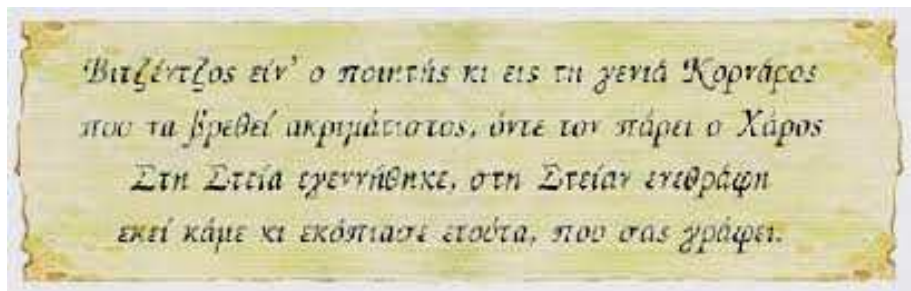 Βιτζέντζος είν' ο ποιητής κι εις τη γενιά Κορνάρος
που να βρεθεί ακριμάτιστος, όντε τον πάρει ο Χάρος
Στη Στεία εγεννήθηκε, στη Στείαν ενεθράφη
εκεί κάμε κι εκόπιασε ετούτα, που σας γράφει.